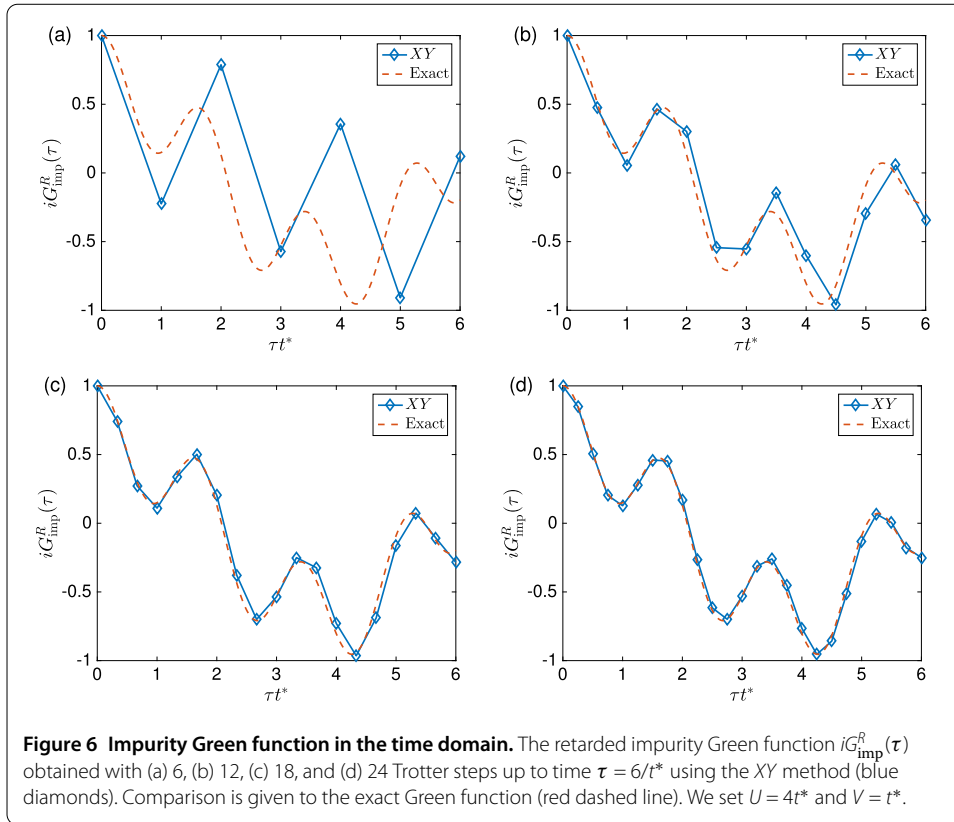 (a)
XY
Exact
1
0.5
0
-0.5
-1
0 1 2 3 4 5 6
iG^R_imp(τ)
τt*
(b)
XY
Exact
1
0.5
0
-0.5
-1
0 1 2 3 4 5 6
iG^R_imp(τ)
τt*
(c)
XY
Exact
1
0.5
0
-0.5
-1
0 1 2 3 4 5 6
iG^R_imp(τ)
τt*
(d)
XY
Exact
1
0.5
0
-0.5
-1
0 1 2 3 4 5 6
iG^R_imp(τ)
τt*
Figure 6 Impurity Green function in the time domain. The retarded impurity Green function iG^R_imp(τ)
obtained with (a) 6, (b) 12, (c) 18, and (d) 24 Trotter steps up to time τ = 6/t* using the XY method (blue
diamonds). Comparison is given to the exact Green function (red dashed line). We set U = 4t* and V = t*.